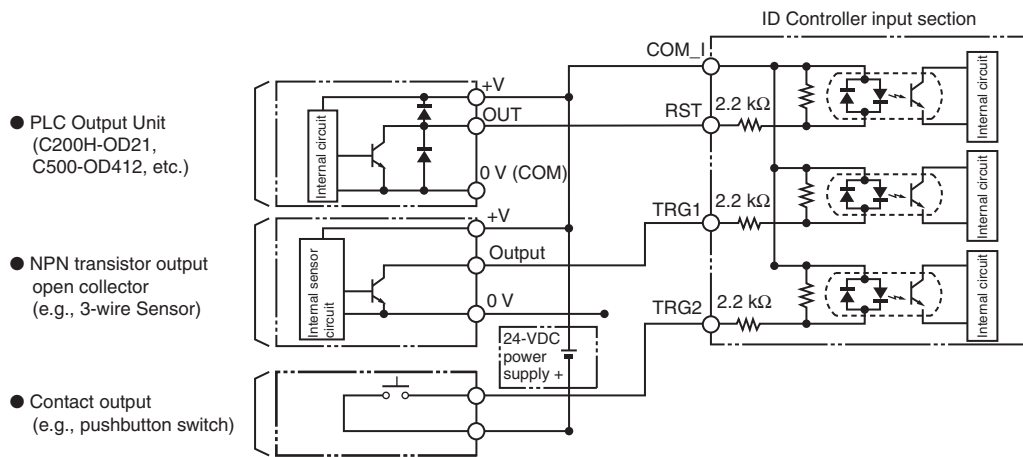 ID Controller input section
COM_I
+V
OUT
RST
2.2 kΩ
● PLC Output Unit
(C200H-OD21,
C500-OD412, etc.)
Internal circuit
0 V (COM)
Internal circuit
+V
TRG1
2.2 kΩ
Output
● NPN transistor output
open collector
(e.g., 3-wire Sensor)
Internal sensor
circuit
0 V
Internal circuit
TRG2
2.2 kΩ
24-VDC
power
supply +
Internal circuit
● Contact output
(e.g., pushbutton switch)